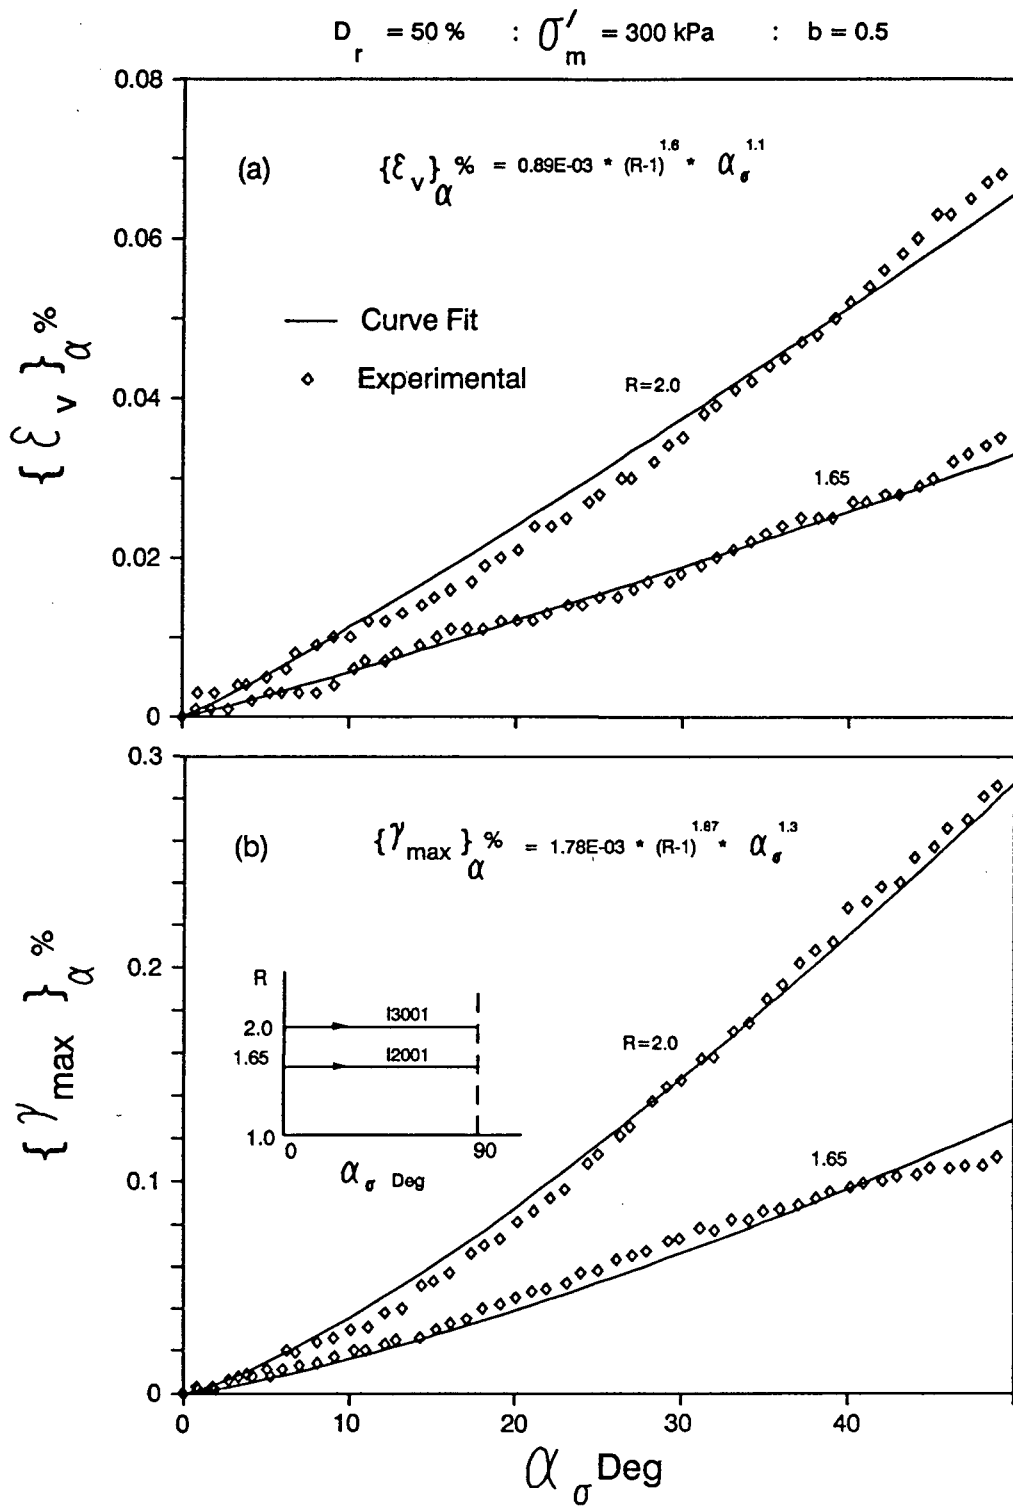 D_r = 50 % : σ'_m = 300 kPa : b = 0.5
0.08
(a) {ε_v}_α % = 0.89E-03 * (R-1)^1.6 * α_σ^1.1
0.06
Curve Fit
Experimental
R=2.0
0.04
1.65
0.02
0
{ε_v}_α %
0.3
(b) {γ_max}_α % = 1.78E-03 * (R-1)^1.67 * α_σ^1.3
0.2
R
2.0
I3001
1.65
I2001
1.0
0
90
α_σ Deg
R=2.0
1.65
0.1
0
{γ_max}_α %
0 10 20 30 40
α_σ Deg